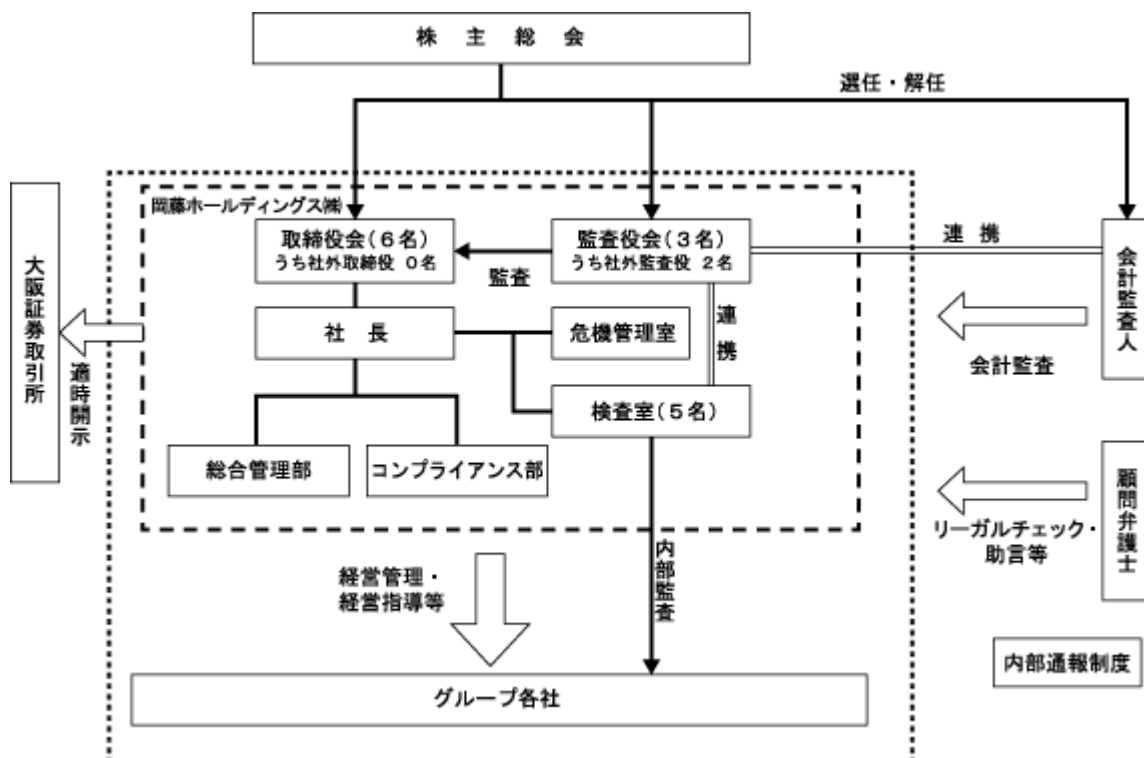 株主総会
選任・解任
岡藤ホールディングス㈱
取締役会(6名)
うち社外取締役 0名
監査役会(3名)
うち社外監査役 2名
監査
連携
会計監査人
大阪証券取引所
適時開示
社長
危機管理室
連携
会計監査
検査室(5名)
総合管理部
コンプライアンス部
顧問弁護士
リーガルチェック・
助言等
経営管理・
経営指導等
内部監査
内部通報制度
グループ各社